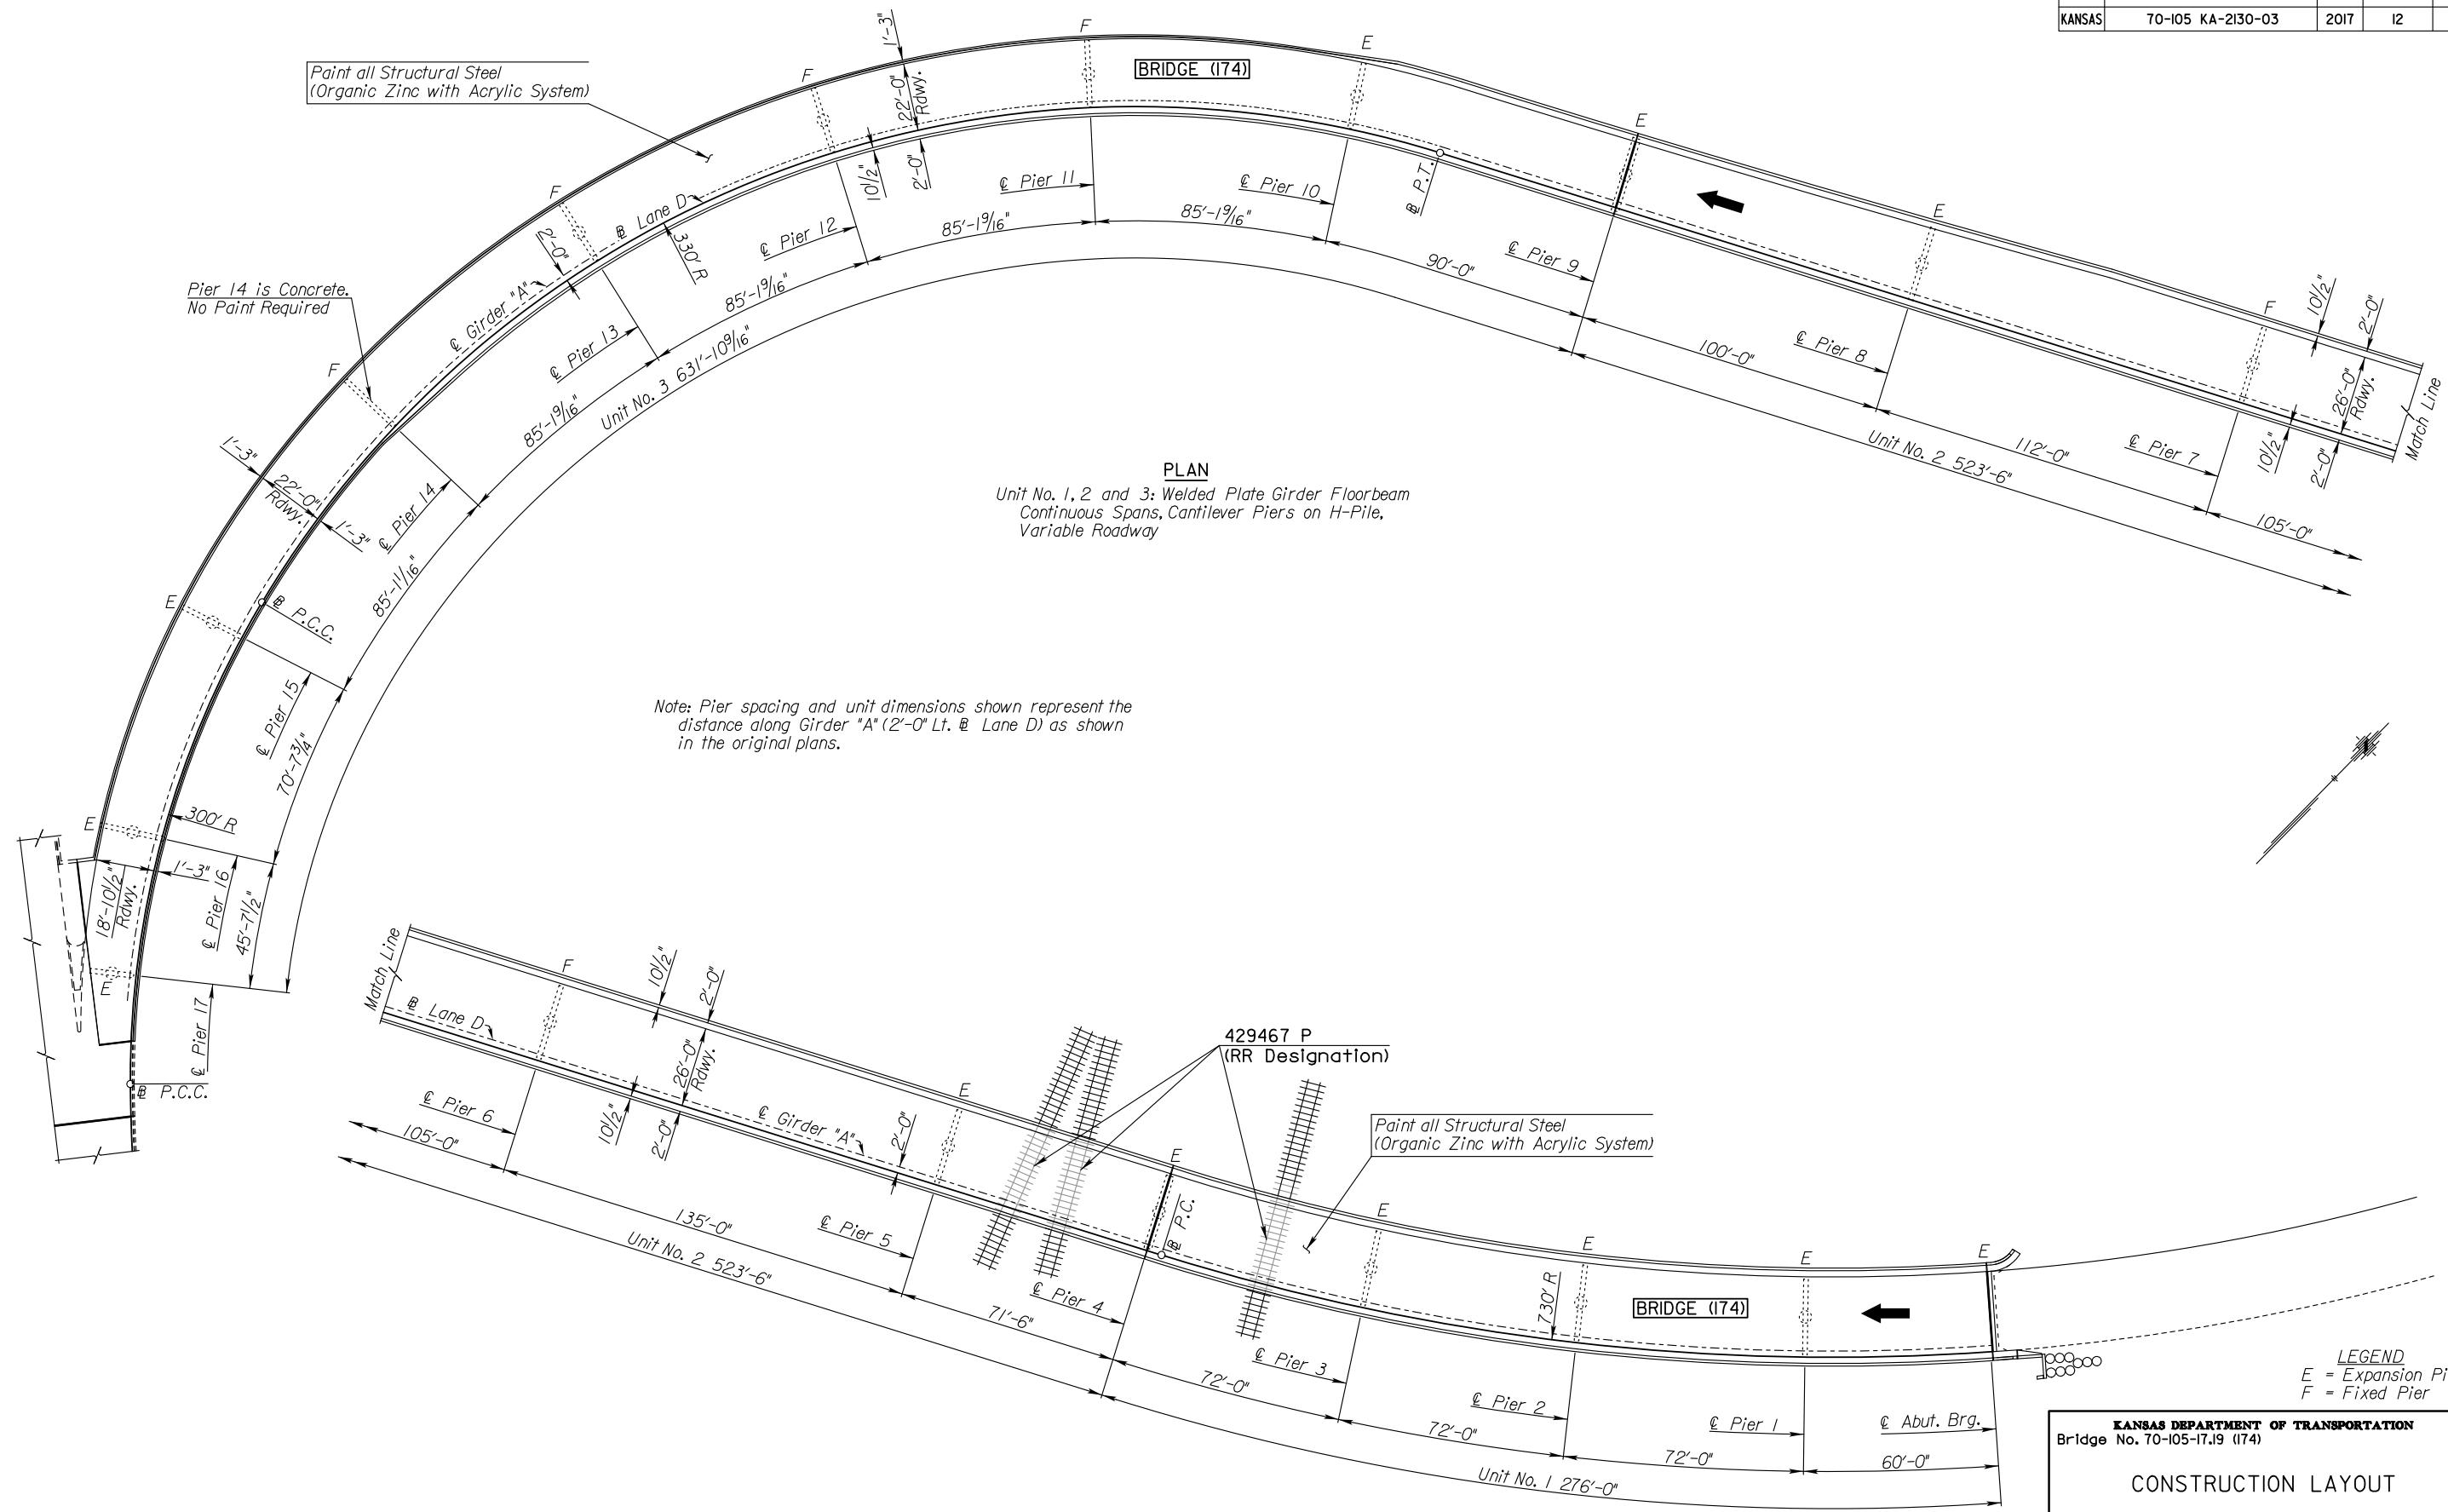 KANSAS 70-105 KA-2130-03 2017 12
Paint all Structural Steel
(Organic Zinc with Acrylic System)
BRIDGE (174)
F
E
F
F
F
E
E
E
E
E
F
1'-3"
22'-0"
Rdwy.
10½"
2'-0"
℄ Pier 11
℄ Pier 10
℄ Pier 12
85'-1 9/16"
85'-1 9/16"
85'-1 9/16"
85'-1 9/16"
P.T.
℄ Pier 9
90'-0"
℄ Pier 8
100'-0"
℄ Pier 7
112'-0"
105'-0"
10½"
2'-0"
26'-0"
Rdwy.
10½"
2'-0"
Match Line
Unit No. 2 523'-6"
Lane D
330' R
2'-0"
℄ Girder "A"
℄ Pier 13
Unit No. 3 631'-10 9/16"
Pier 14 is Concrete.
No Paint Required
1'-3"
22'-0"
Rdwy.
1'-3"
℄ Pier 14
85'-1 1/16"
P.C.C.
℄ Pier 15
70'-7¾"
300' R
1'-3"
18'-10½"
Rdwy.
℄ Pier 16
45'-7½"
E
℄ Pier 17
P.C.C.
PLAN
Unit No. 1, 2 and 3: Welded Plate Girder Floorbeam
Continuous Spans, Cantilever Piers on H-Pile,
Variable Roadway
Note: Pier spacing and unit dimensions shown represent the
distance along Girder "A" (2'-0" Lt. ℄ Lane D) as shown
in the original plans.
Match Line
F
10½"
2'-0"
Lane D
26'-0"
Rdwy.
℄ Pier 6
105'-0"
10½"
2'-0"
℄ Girder "A"
2'-0"
E
135'-0"
℄ Pier 5
Unit No. 2 523'-6"
71'-6"
℄ Pier 4
E
P.C.
429467 P
(RR Designation)
Paint all Structural Steel
(Organic Zinc with Acrylic System)
E
E
E
E
730' R
BRIDGE (174)
℄ Pier 3
72'-0"
℄ Pier 2
72'-0"
℄ Pier 1
72'-0"
℄ Abut. Brg.
60'-0"
Unit No. 1 276'-0"
LEGEND
E = Expansion
F = Fixed Pier
KANSAS DEPARTMENT OF TRANSPORTATION
Bridge No. 70-105-17.19 (174)
CONSTRUCTION LAYOUT